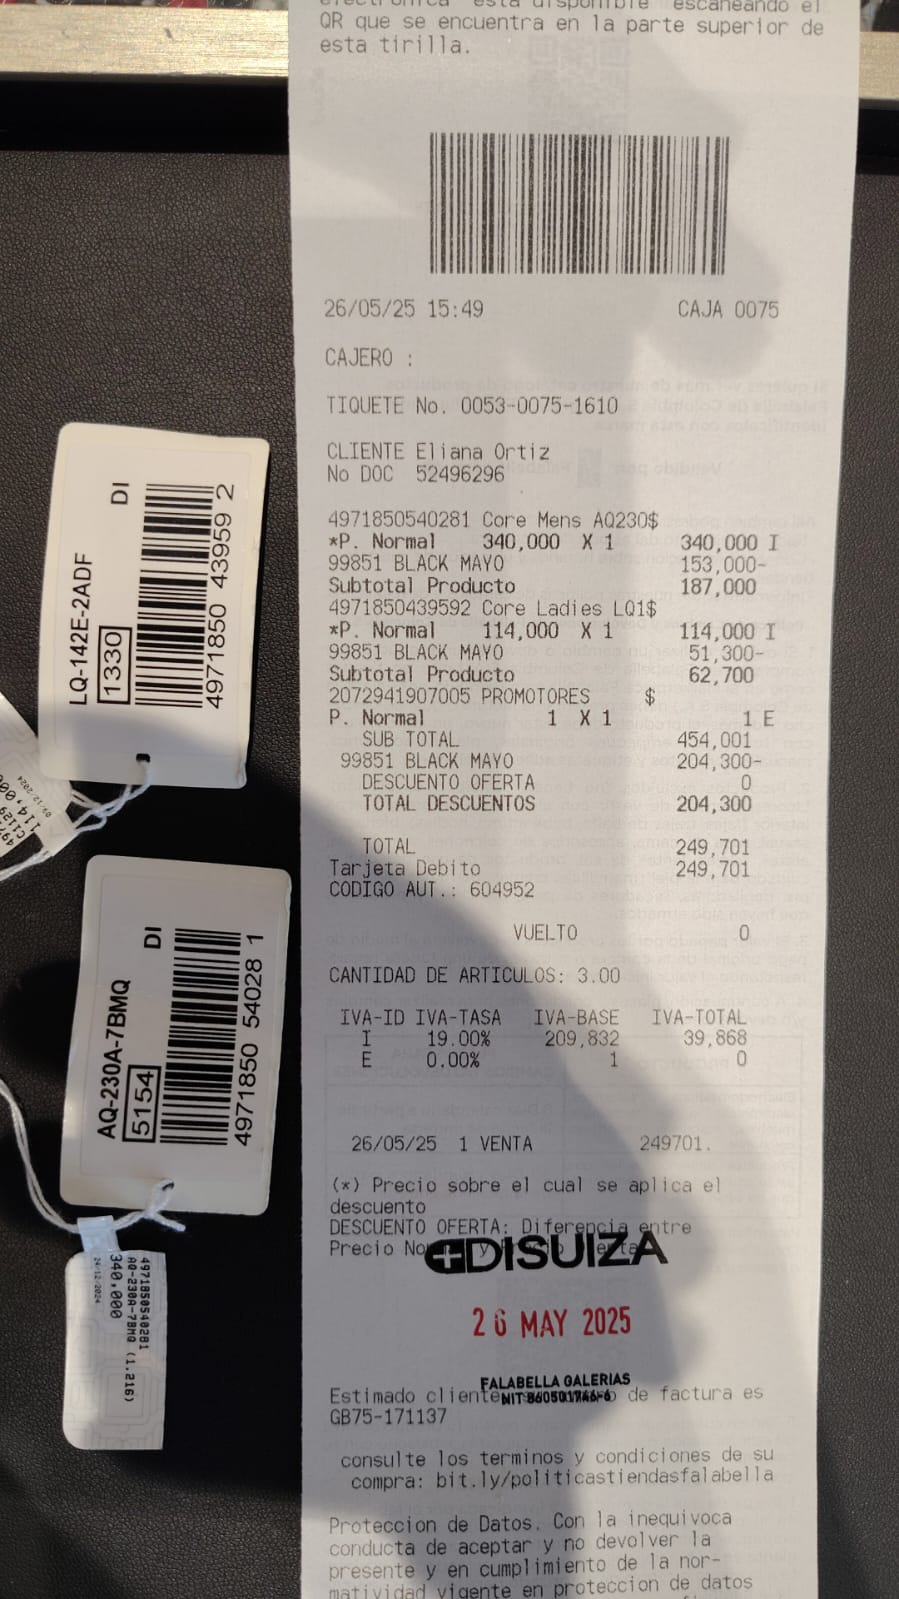 QR que se encuentra en la parte superior de
esta tirilla.
26/05/25 15:49 CAJA 0075
CAJERO :
TIQUETE No. 0053-0075-1610
CLIENTE Eliana Ortiz
No DOC 52496296
4971850540281 Core Mens AQ230$
*P. Normal 340,000 X 1 340,000 I
99851 BLACK MAYO 153,000-
Subtotal Producto 187,000
4971850439592 Core Ladies LQ1$
*P. Normal 114,000 X 1 114,000 I
99851 BLACK MAYO 51,300-
Subtotal Producto 62,700
2072941907005 PROMOTORES $
P. Normal 1 X 1 1 E
SUB TOTAL 454,001
99851 BLACK MAYO 204,300-
DESCUENTO OFERTA 0
TOTAL DESCUENTOS 204,300
TOTAL 249,701
Tarjeta Debito 249,701
CODIGO AUT.: 604952
VUELTO 0
CANTIDAD DE ARTICULOS: 3.00
IVA-ID IVA-TASA IVA-BASE IVA-TOTAL
I 19.00% 209,832 39,868
E 0.00% 1 0
26/05/25 1 VENTA 249701.
(*) Precio sobre el cual se aplica el
descuento
DESCUENTO OFERTA: Diferencia entre
Precio
DISUIZA
26 MAY 2025
FALABELLA GALERIAS
Estimado cliente de factura es
GB75-171137
consulte los terminos y condiciones de su
compra: bit.ly/politicastiendasfalabella
Proteccion de Datos. Con la inequivoca
conducta de aceptar y no devolver la
presente y en cumplimiento de la nor-
matividad vigente en proteccion de datos
LQ-142E-2ADF DI
1330
4971850 43959 2
AQ-230A-7BMQ DI
5154
4971850 54028 1
4971850540281
AQ-230A-7BMQ (1.216)
340,000
24/12/2024